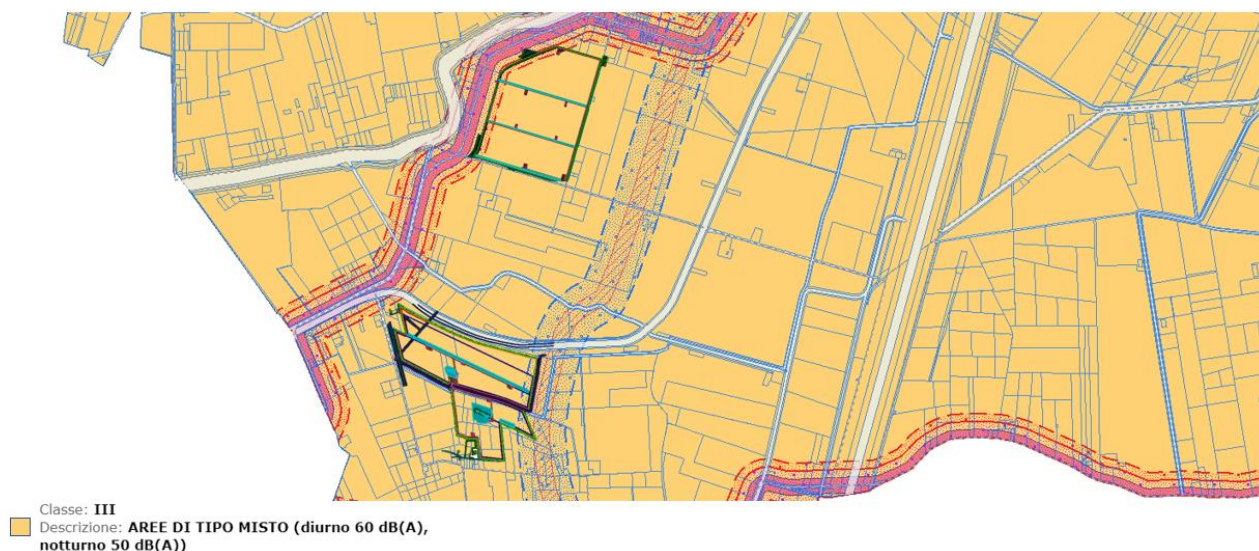 Classe: III
Descrizione: AREE DI TIPO MISTO (diurno 60 dB(A),
notturno 50 dB(A))